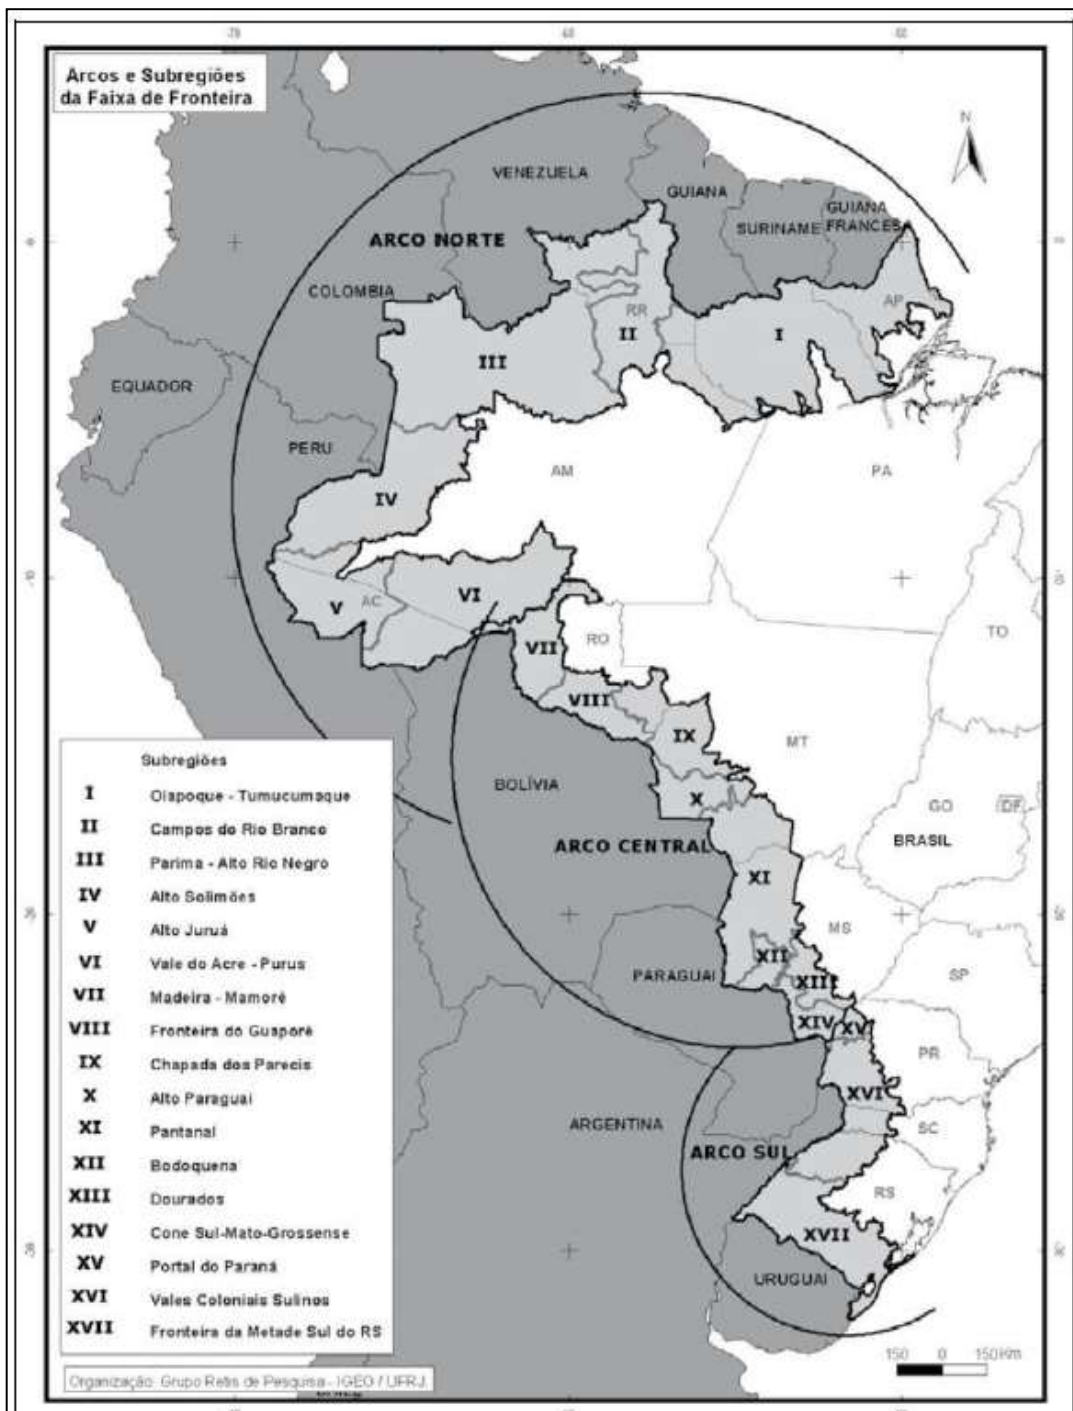 Arcos e Subregiões
da Faixa de Fronteira
N
VENEZUELA
GUIANA
SURINAME
GUIANA
FRANCESA
ARCO NORTE
COLOMBIA
RR
AP
I
II
III
EQUADOR
PERU
AM
PA
IV
V
AC
VI
RO
TO
VII
VIII
IX
MT
BOLÍVIA
X
GO
DF
BRASIL
ARCO CENTRAL
XI
MS
XII
PARAGUAI
XIII
SP
XIV
XV
PR
XVI
ARGENTINA
SC
ARCO SUL
RS
XVII
URUGUAI
150 0 150 Km
Subregiões
I Oiapoque - Tumucumaque
II Campos do Rio Branco
III Parima - Alto Rio Negro
IV Alto Solimões
V Alto Juruá
VI Vale do Acre - Purus
VII Madeira - Mamoré
VIII Fronteira do Guaporé
IX Chapada dos Parecis
X Alto Paraguai
XI Pantanal
XII Bodoquena
XIII Dourados
XIV Cone Sul-Mato-Grossense
XV Portal do Paraná
XVI Vales Coloniais Sulinos
XVII Fronteira da Metade Sul do RS
Organização: Grupo Retis de Pesquisa - IGEO / UFRJ.